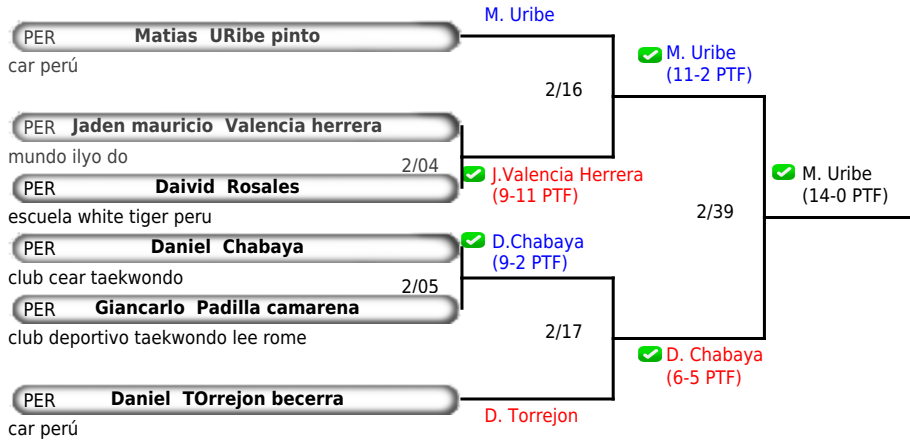 M. Uribe
PER Matias URibe pinto
car perú
M. Uribe
(11-2 PTF)
2/16
PER Jaden mauricio Valencia herrera
mundo ilyo do
2/04
J.Valencia Herrera
(9-11 PTF)
PER Daivid Rosales
escuela white tiger peru
M. Uribe
(14-0 PTF)
2/39
PER Daniel Chabaya
club cear taekwondo
D.Chabaya
(9-2 PTF)
2/05
PER Giancarlo Padilla camarena
club deportivo taekwondo lee rome
2/17
D. Chabaya
(6-5 PTF)
PER Daniel TOrrejon becerra
car perú
D. Torrejon